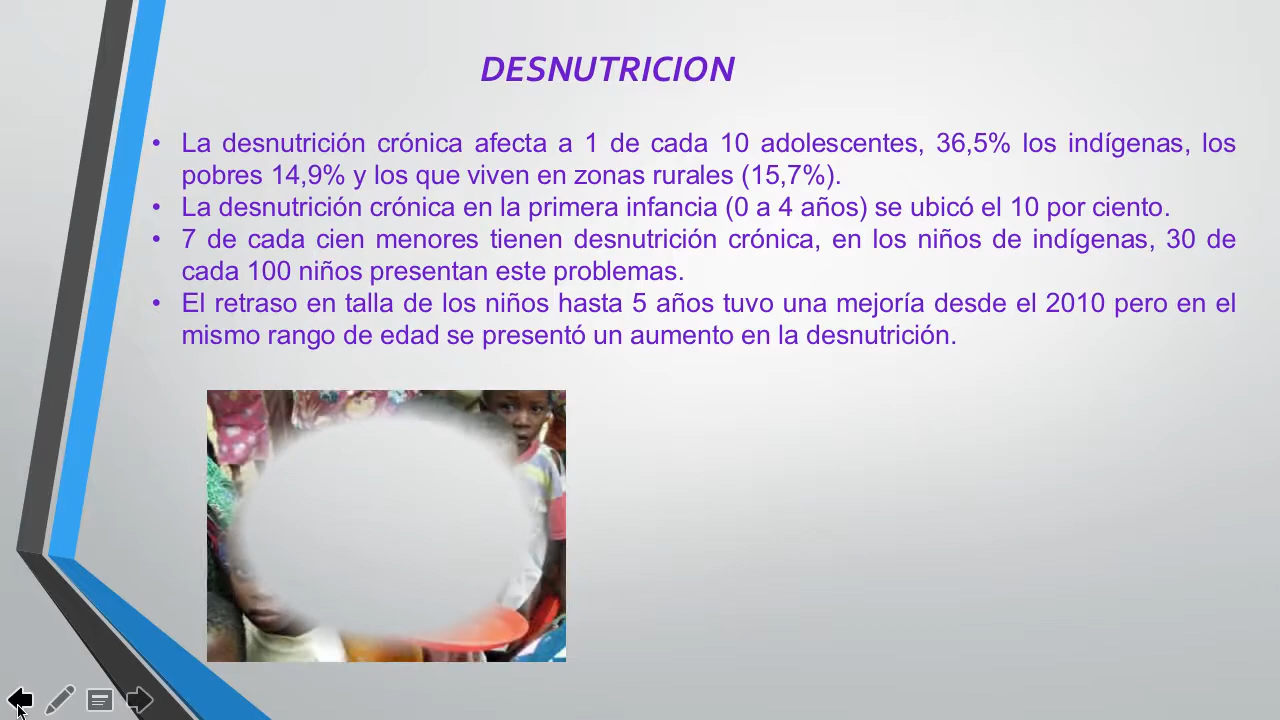 DESNUTRICION
• La desnutrición crónica afecta a 1 de cada 10 adolescentes, 36,5% los indígenas, los
pobres 14,9% y los que viven en zonas rurales (15,7%).
• La desnutrición crónica en la primera infancia (0 a 4 años) se ubicó el 10 por ciento.
• 7 de cada cien menores tienen desnutrición crónica, en los niños de indígenas, 30 de
cada 100 niños presentan este problemas.
• El retraso en talla de los niños hasta 5 años tuvo una mejoría desde el 2010 pero en el
mismo rango de edad se presentó un aumento en la desnutrición.